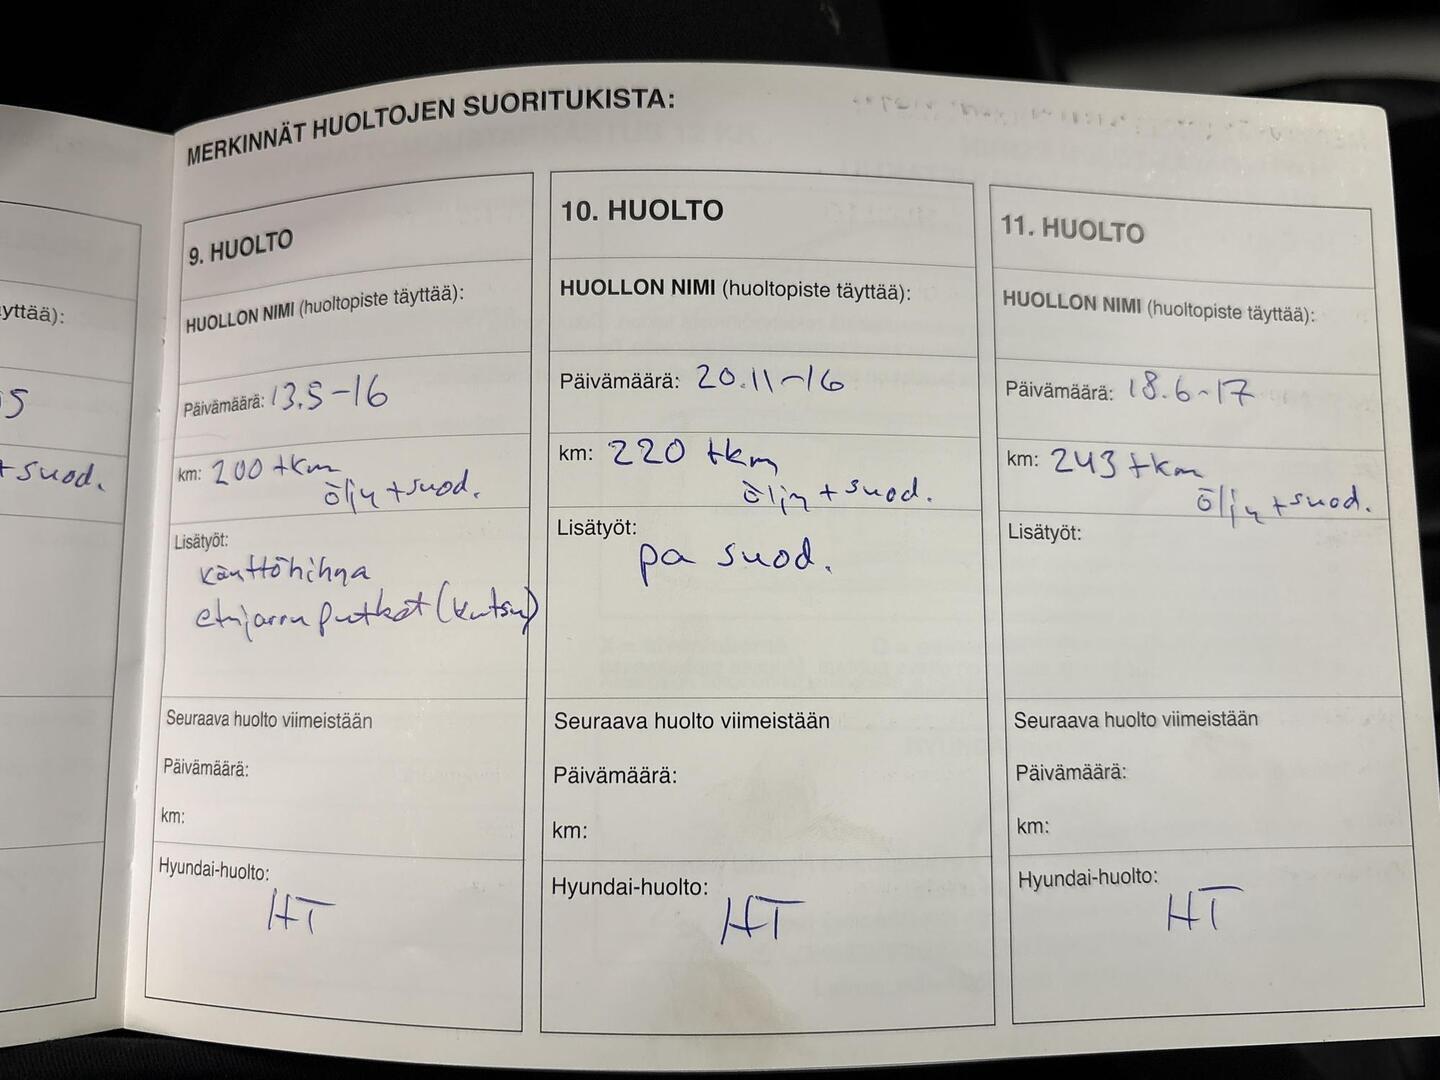 yttää):
5
+ suod.
MERKINNÄT HUOLTOJEN SUORITUKISTA:
9. HUOLTO
HUOLLON NIMI (huoltopiste täyttää):
Päivämäärä: 13.5-16
km: 200 tkm
öljy + suod.
Lisätyöt:
käyttöhihna
etujarruputket (kutsu)
Seuraava huolto viimeistään
Päivämäärä:
km:
Hyundai-huolto:
HT
10. HUOLTO
HUOLLON NIMI (huoltopiste täyttää):
Päivämäärä: 20.11-16
km: 220 tkm
öljy + suod.
Lisätyöt:
pa suod.
Seuraava huolto viimeistään
Päivämäärä:
km:
Hyundai-huolto:
HT
11. HUOLTO
HUOLLON NIMI (huoltopiste täyttää):
Päivämäärä: 18.6-17
km: 243 tkm
öljy + suod.
Lisätyöt:
Seuraava huolto viimeistään
Päivämäärä:
km:
Hyundai-huolto:
HT